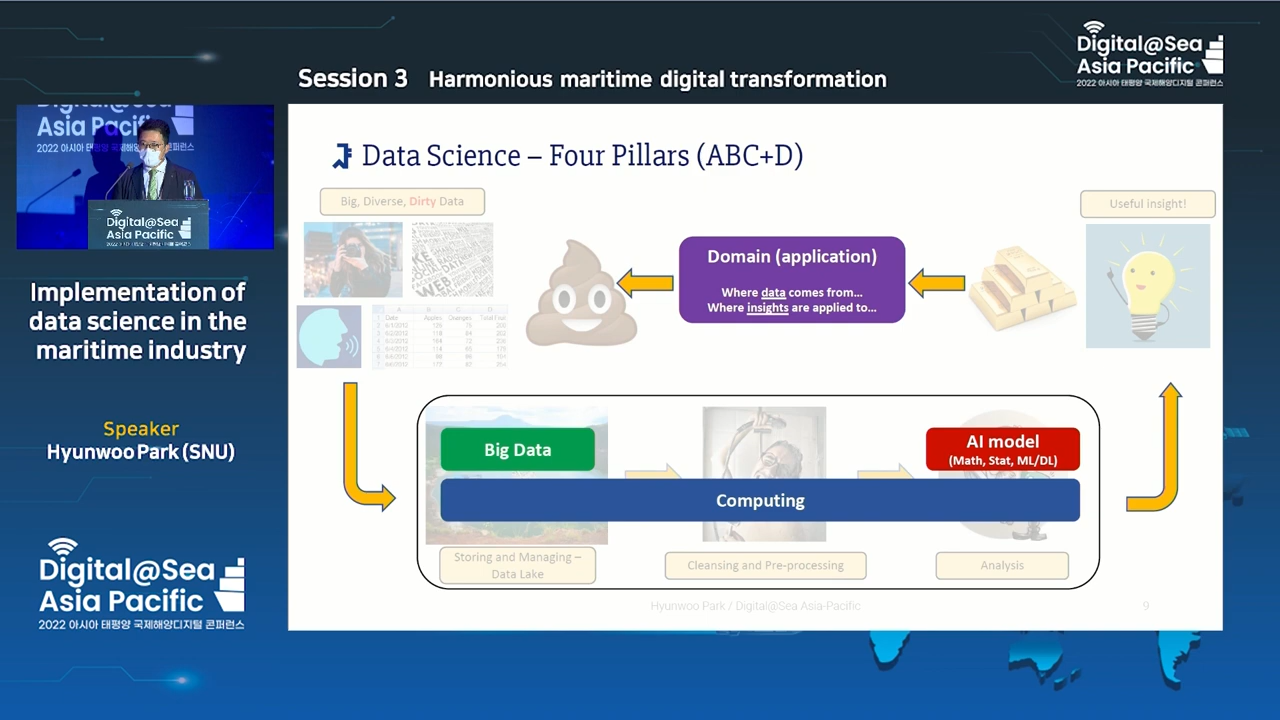 Session 3 Harmonious maritime digital transformation
Digital@Sea
Asia Pacific
2022 아시아 태평양 국제해양디지털 콘퍼런스
Digital@Sea
Asia Pacific
2022 아시아 태평양 국제해양
콘퍼런스
Digital@Sea
Asia Pacific
Implementation of
data science in the
maritime industry
Speaker
Hyunwoo Park (SNU)
Digital@Sea
Asia Pacific
2022 아시아 태평양 국제해양디지털 콘퍼런스
Data Science – Four Pillars (ABC+D)
Big, Diverse, Dirty Data
Useful insight!
Domain (application)
Where data comes from...
Where insights are applied to...
Big Data
AI model
(Math, Stat, ML/DL)
Computing
Storing and Managing –
Data Lake
Cleansing and Pre-processing
Analysis
Hyunwoo Park / Digital@Sea Asia-Pacific
9